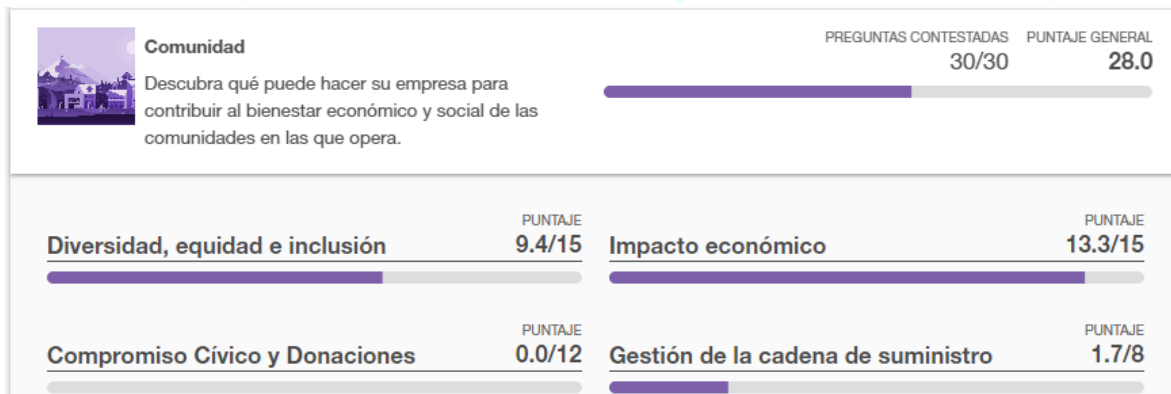 Comunidad
Descubra qué puede hacer su empresa para
contribuir al bienestar económico y social de las
comunidades en las que opera.
PREGUNTAS CONTESTADAS
30/30
PUNTAJE GENERAL
28.0
Diversidad, equidad e inclusión
PUNTAJE
9.4/15
Impacto económico
PUNTAJE
13.3/15
Compromiso Cívico y Donaciones
PUNTAJE
0.0/12
Gestión de la cadena de suministro
PUNTAJE
1.7/8